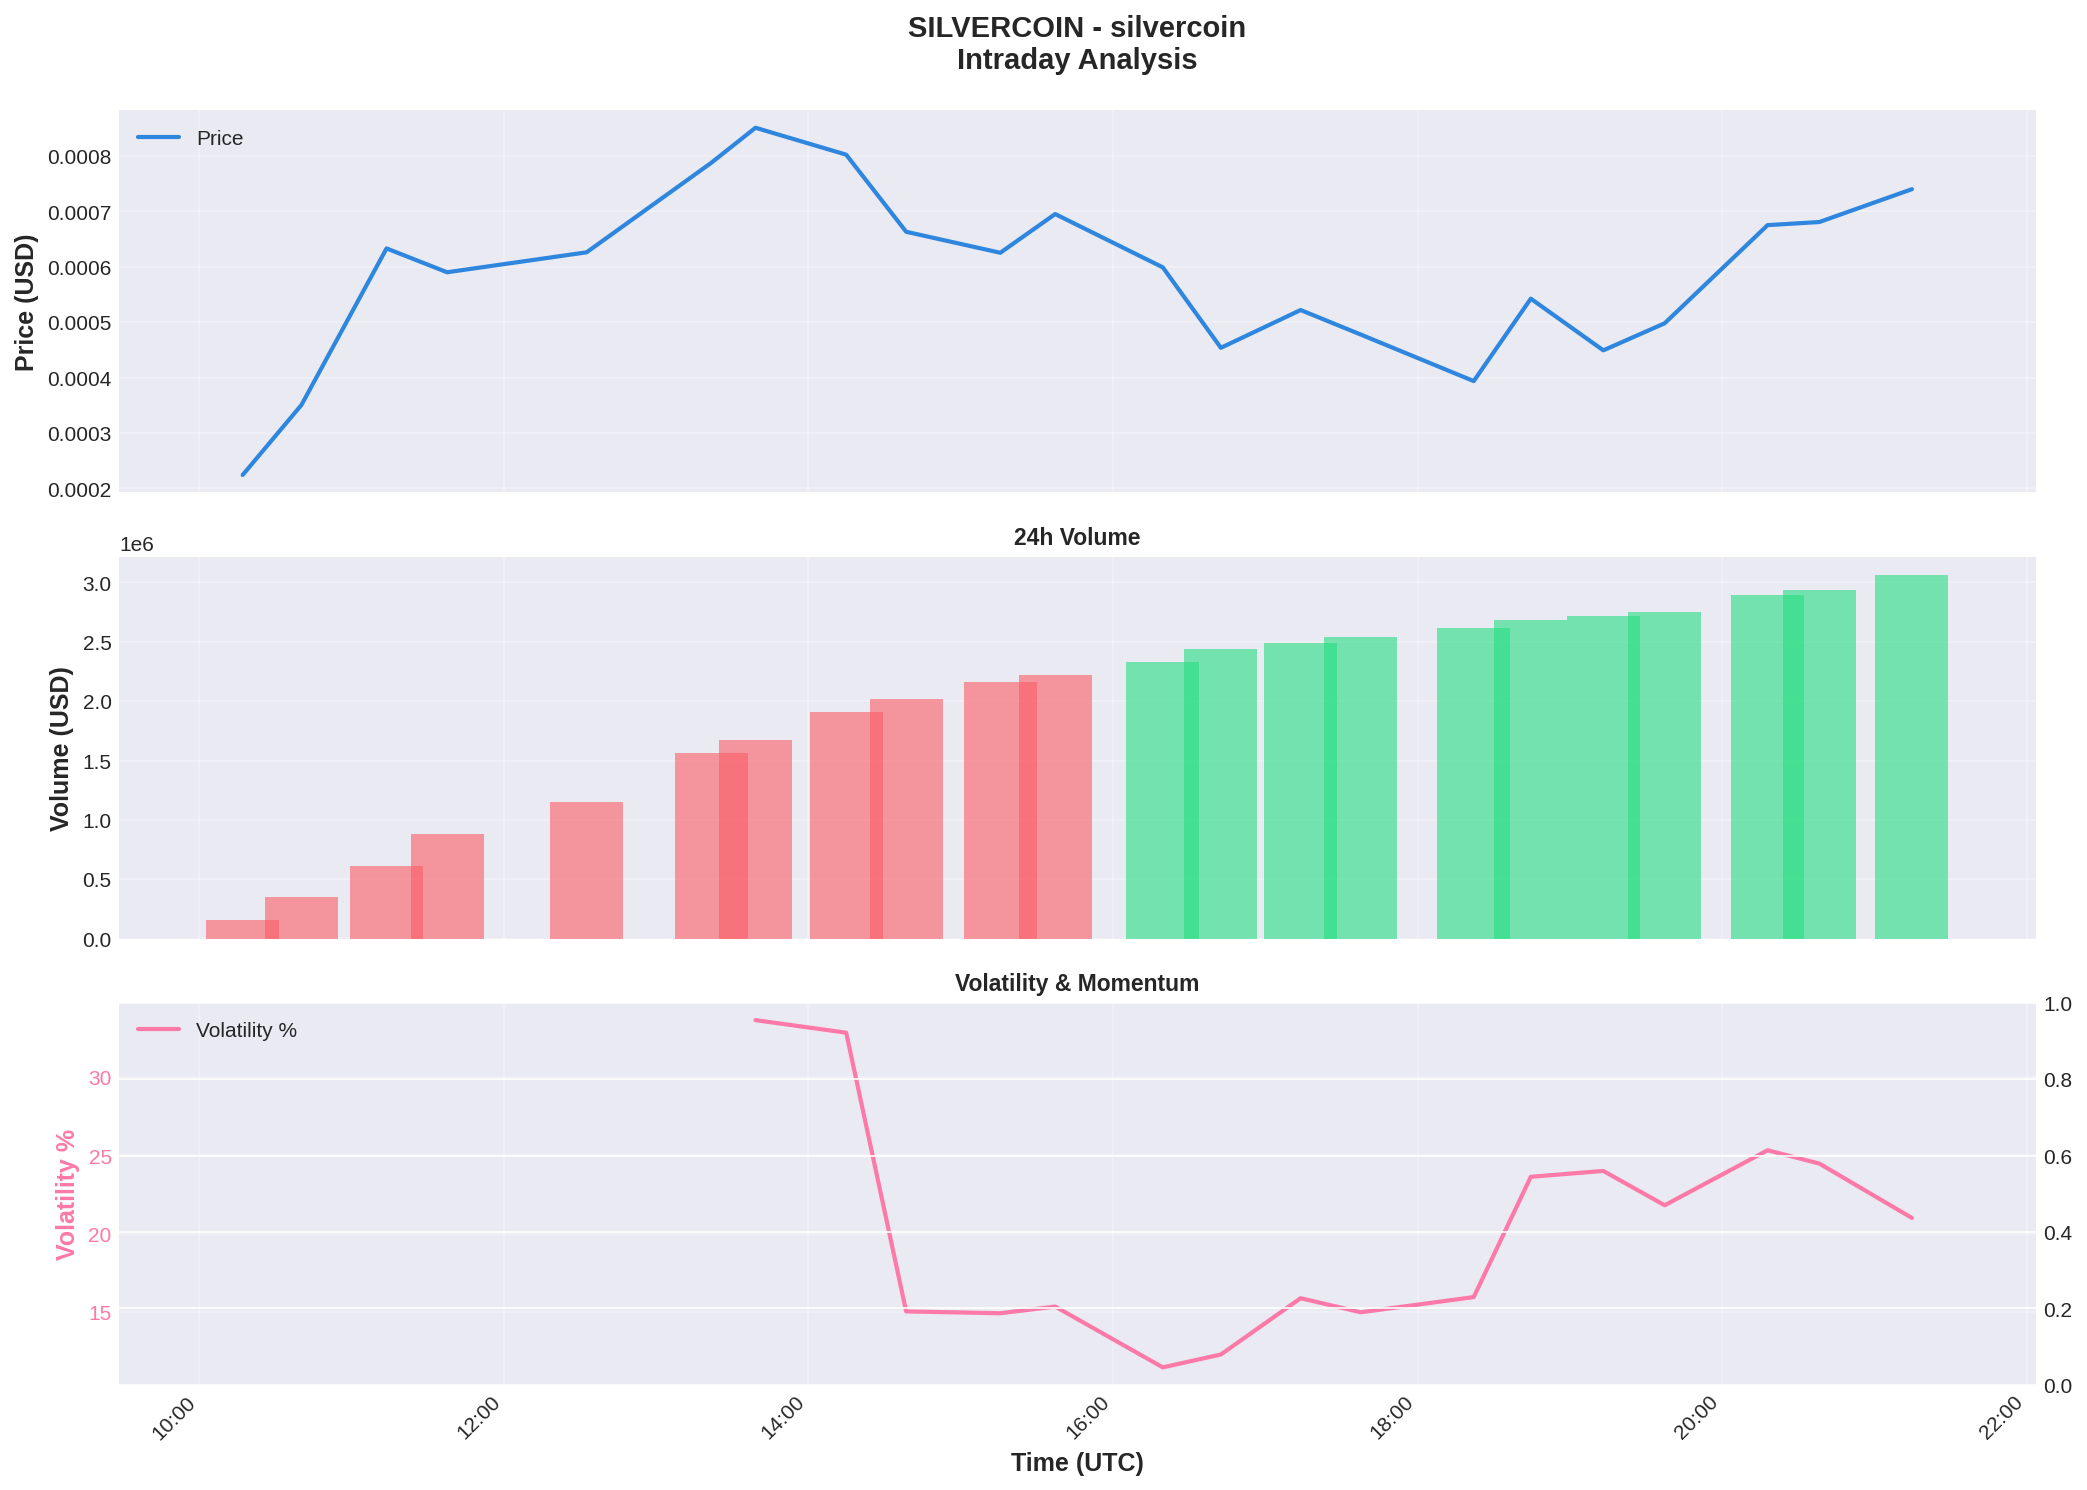 SILVERCOIN - silvercoin
Intraday Analysis
Price
Price (USD)
0.0008
0.0007
0.0006
0.0005
0.0004
0.0003
0.0002
24h Volume
1e6
Volume (USD)
3.0
2.5
2.0
1.5
1.0
0.5
0.0
Volatility & Momentum
Volatility %
Volatility %
30
25
20
15
1.0
0.8
0.6
0.4
0.2
0.0
10:00
12:00
14:00
16:00
18:00
20:00
22:00
Time (UTC)